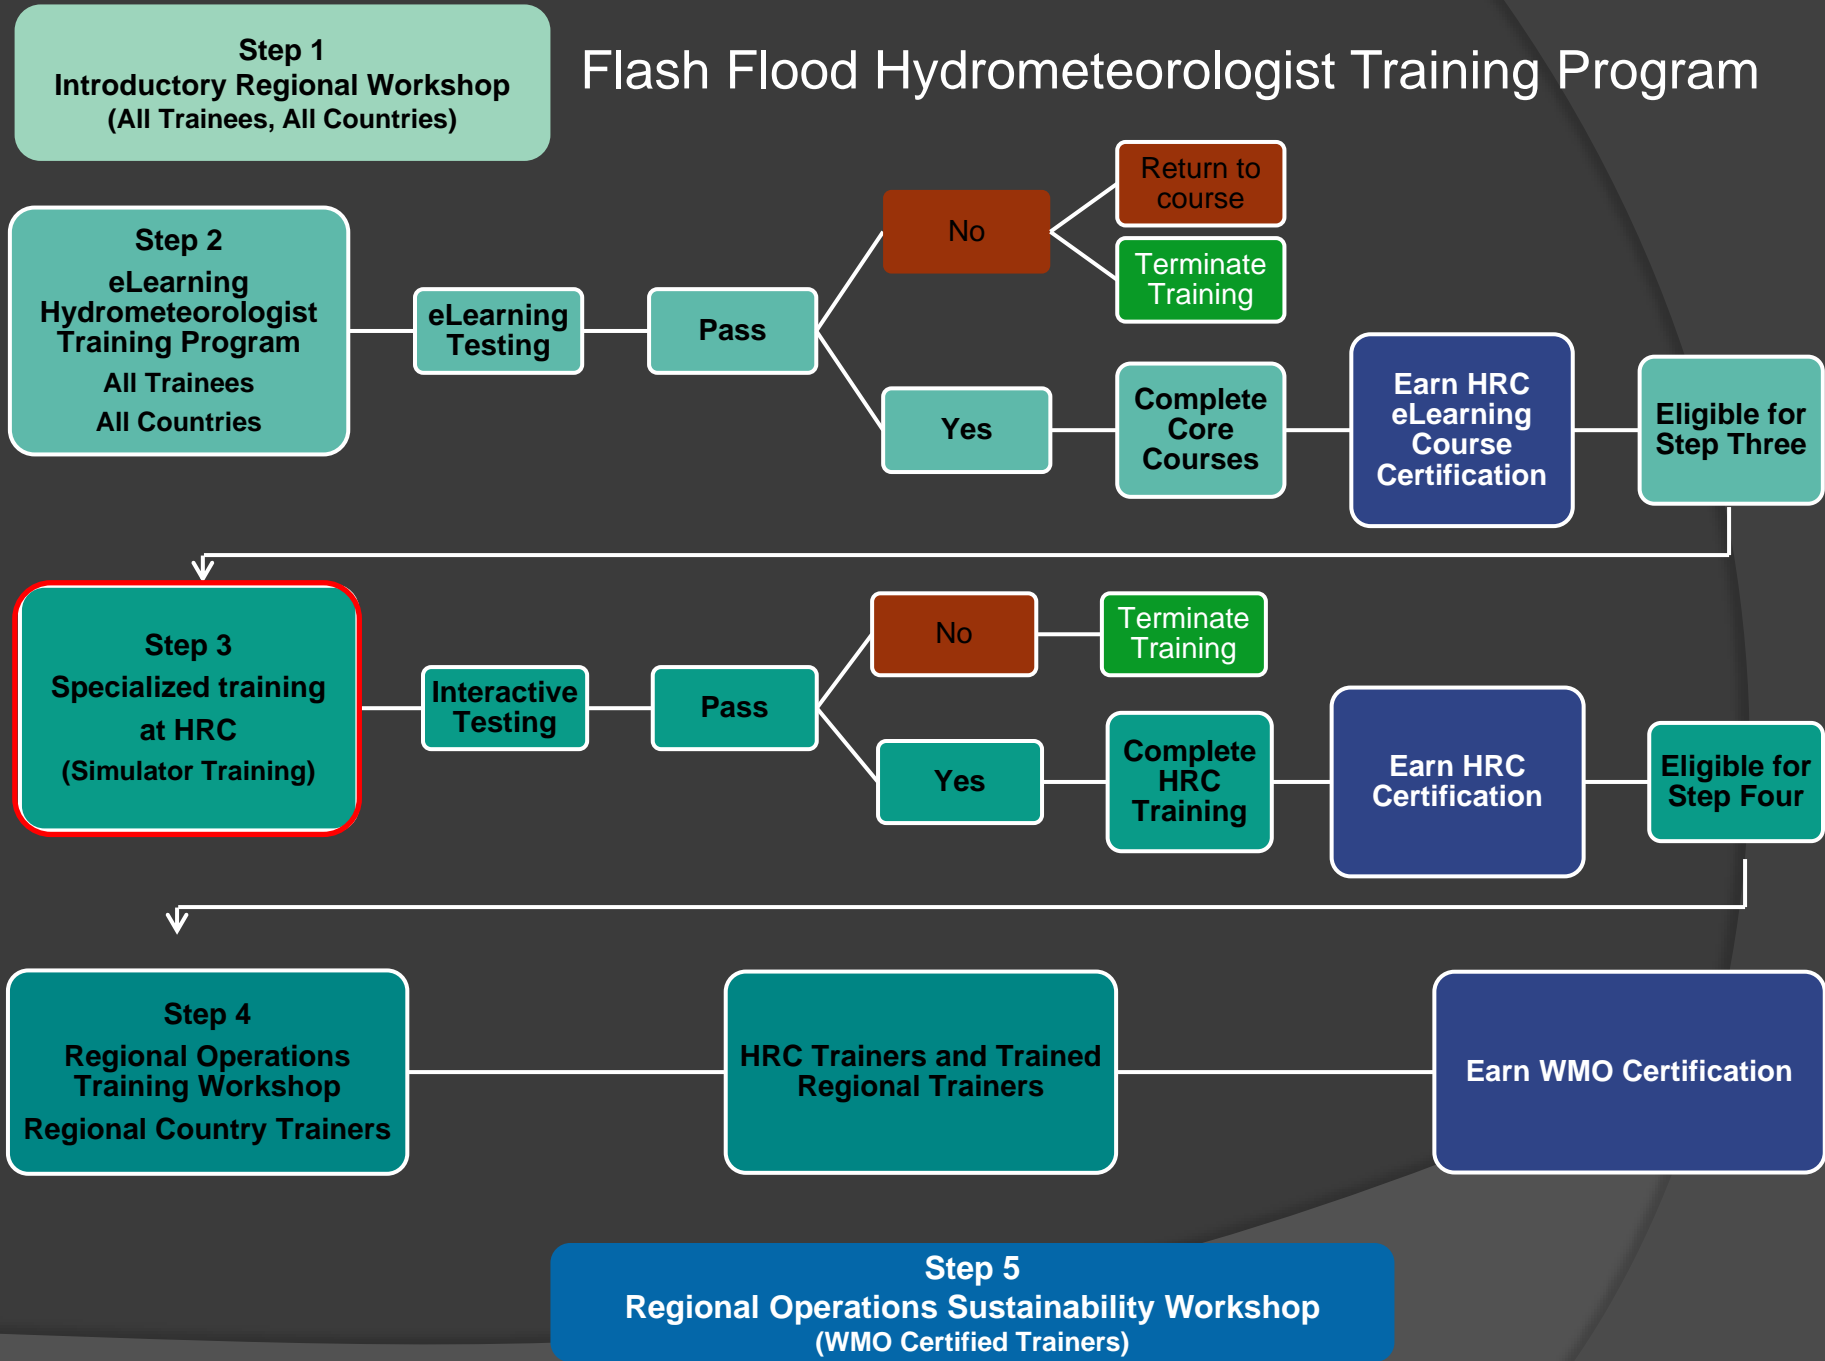 Step 1
Introductory Regional Workshop
(All Trainees, All Countries)
Flash Flood Hydrometeorologist Training Program
Step 2
eLearning
Hydrometeorologist
Training Program
All Trainees
All Countries
eLearning
Testing
Pass
No
Return to
course
Terminate
Training
Yes
Complete
Core
Courses
Earn HRC
eLearning
Course
Certification
Eligible for
Step Three
Step 3
Specialized training
at HRC
(Simulator Training)
Interactive
Testing
Pass
No
Terminate
Training
Yes
Complete
HRC
Training
Earn HRC
Certification
Eligible for
Step Four
Step 4
Regional Operations
Training Workshop
Regional Country Trainers
HRC Trainers and Trained
Regional Trainers
Earn WMO Certification
Step 5
Regional Operations Sustainability Workshop
(WMO Certified Trainers)